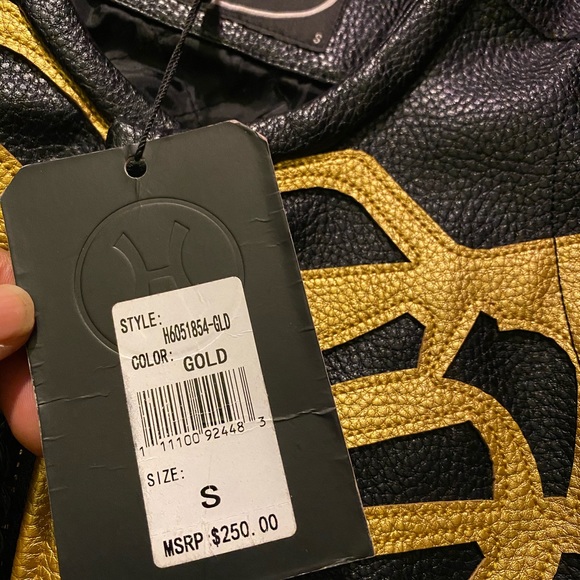 S
H
STYLE: H6051854-GLD
COLOR: GOLD
1 11100 92448 3
SIZE:
S
MSRP $250.00